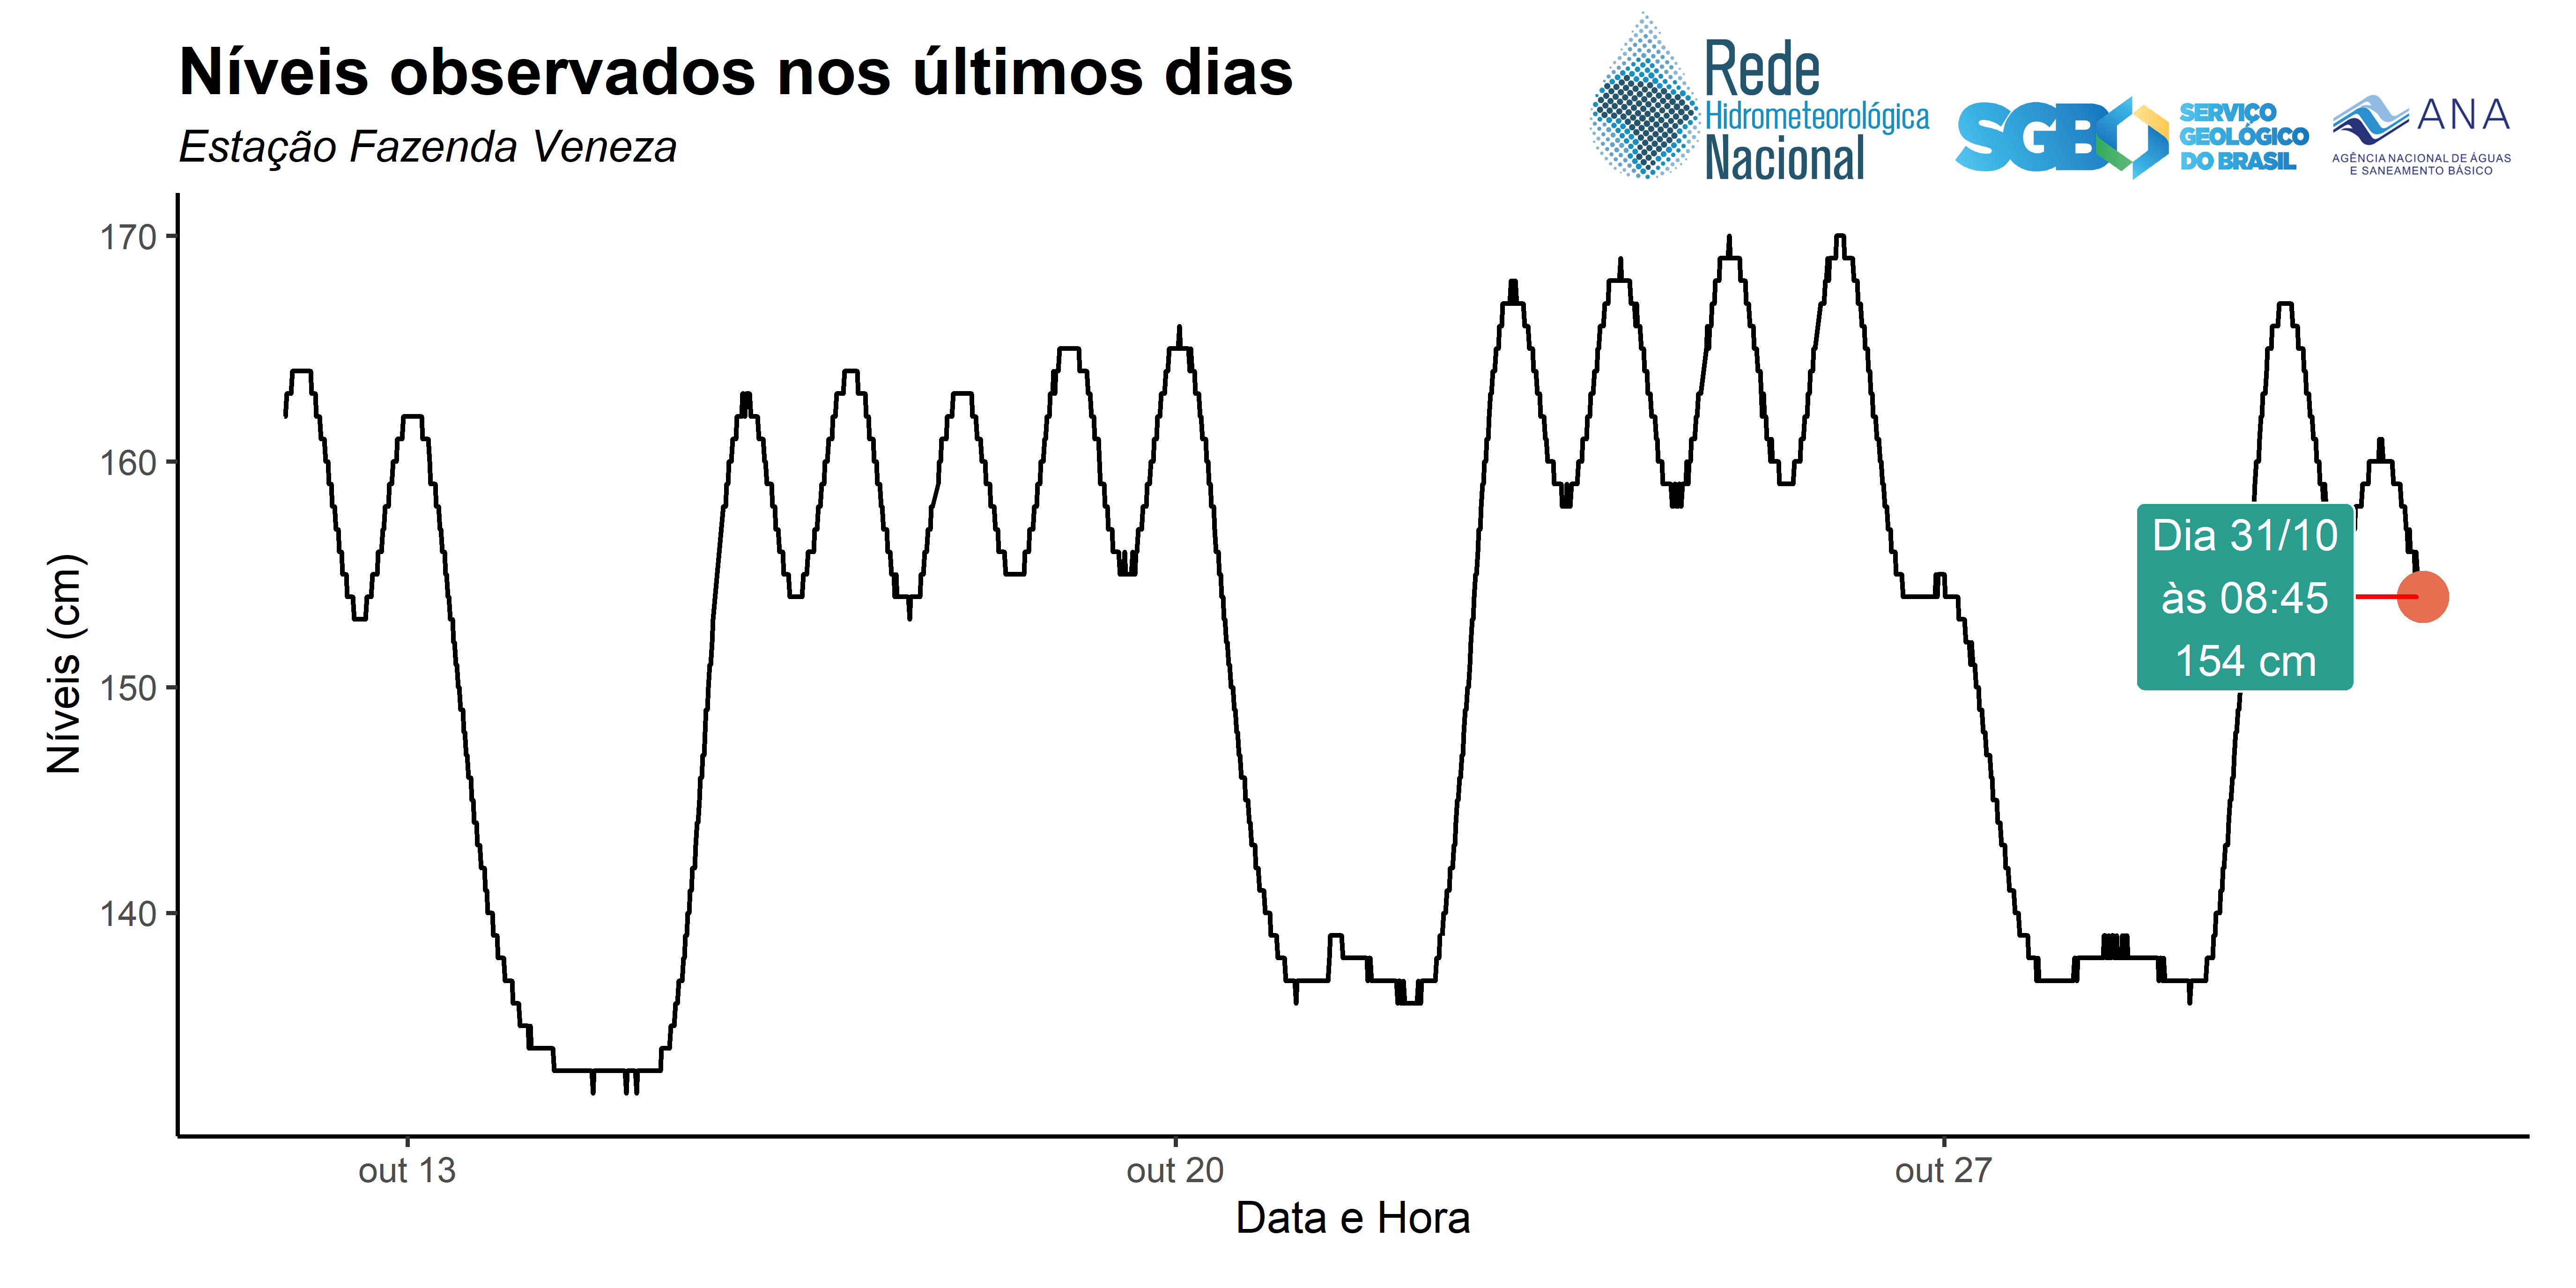 Níveis observados nos últimos dias
Estação Fazenda Veneza
Rede
Hidrometeorológica
Nacional
SGB
SERVIÇO
GEOLÓGICO
DO BRASIL
ANA
AGÊNCIA NACIONAL DE ÁGUAS
E SANEAMENTO BÁSICO
Níveis (cm)
170
160
150
140
Dia 31/10
às 08:45
154 cm
out 13
out 20
out 27
Data e Hora